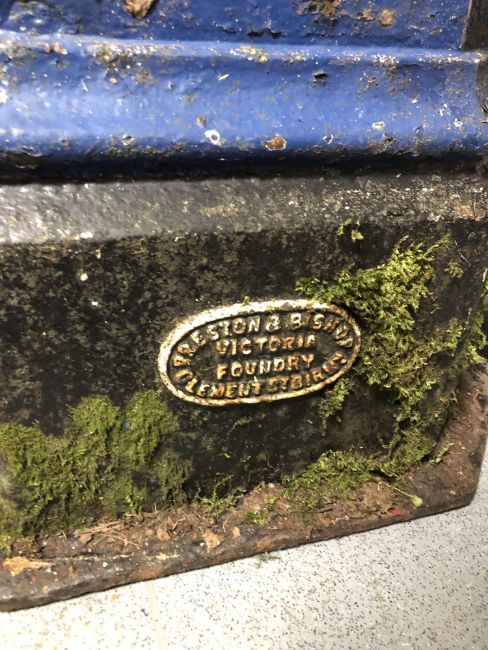 PRESTON & BISHOP
VICTORIA
FOUNDRY
CLEMENT ST BIRM